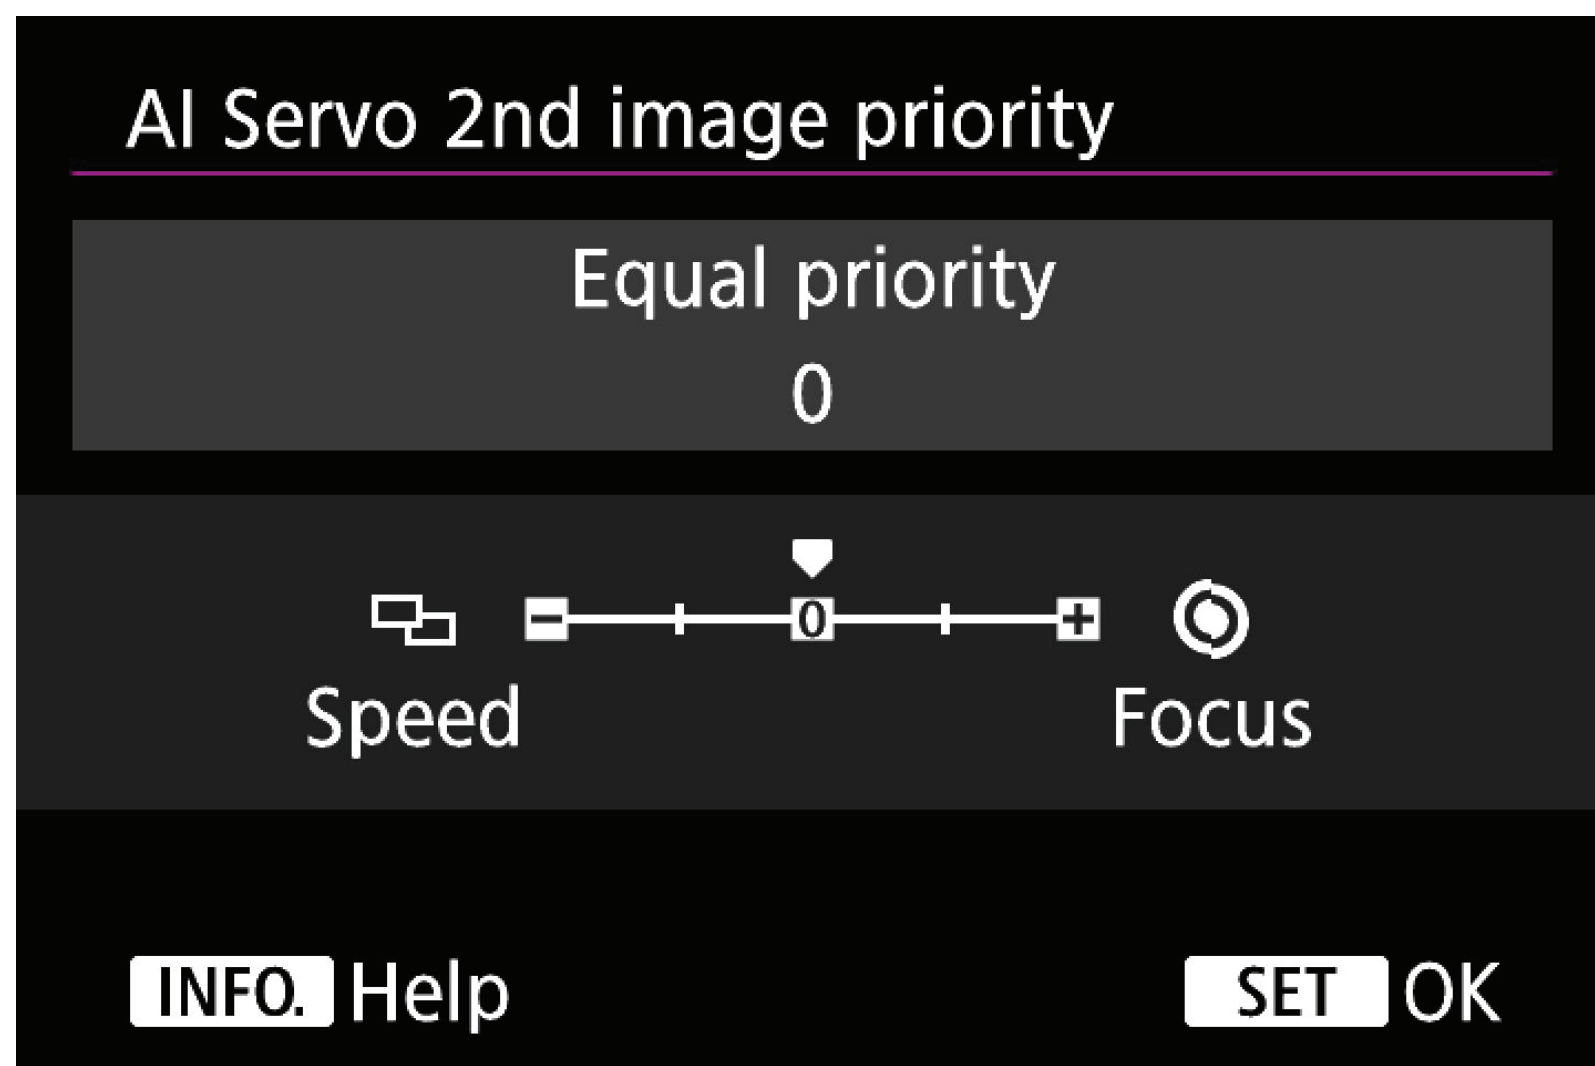 AI Servo 2nd image priority
Equal priority
0
- 0 +
Speed Focus
INFO. Help SET OK